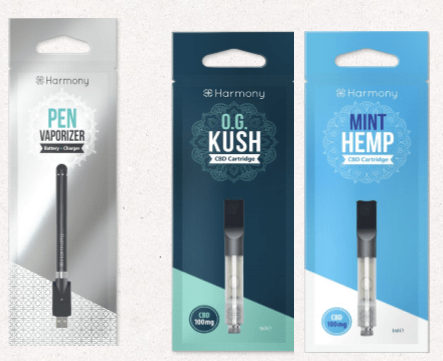 Harmony
PEN
VAPORIZER
Battery + Charger
Harmony
O.G.
KUSH
CBD Cartridge
CBD
100mg
Harmony
MINT
HEMP
CBD Cartridge
CBD
100mg